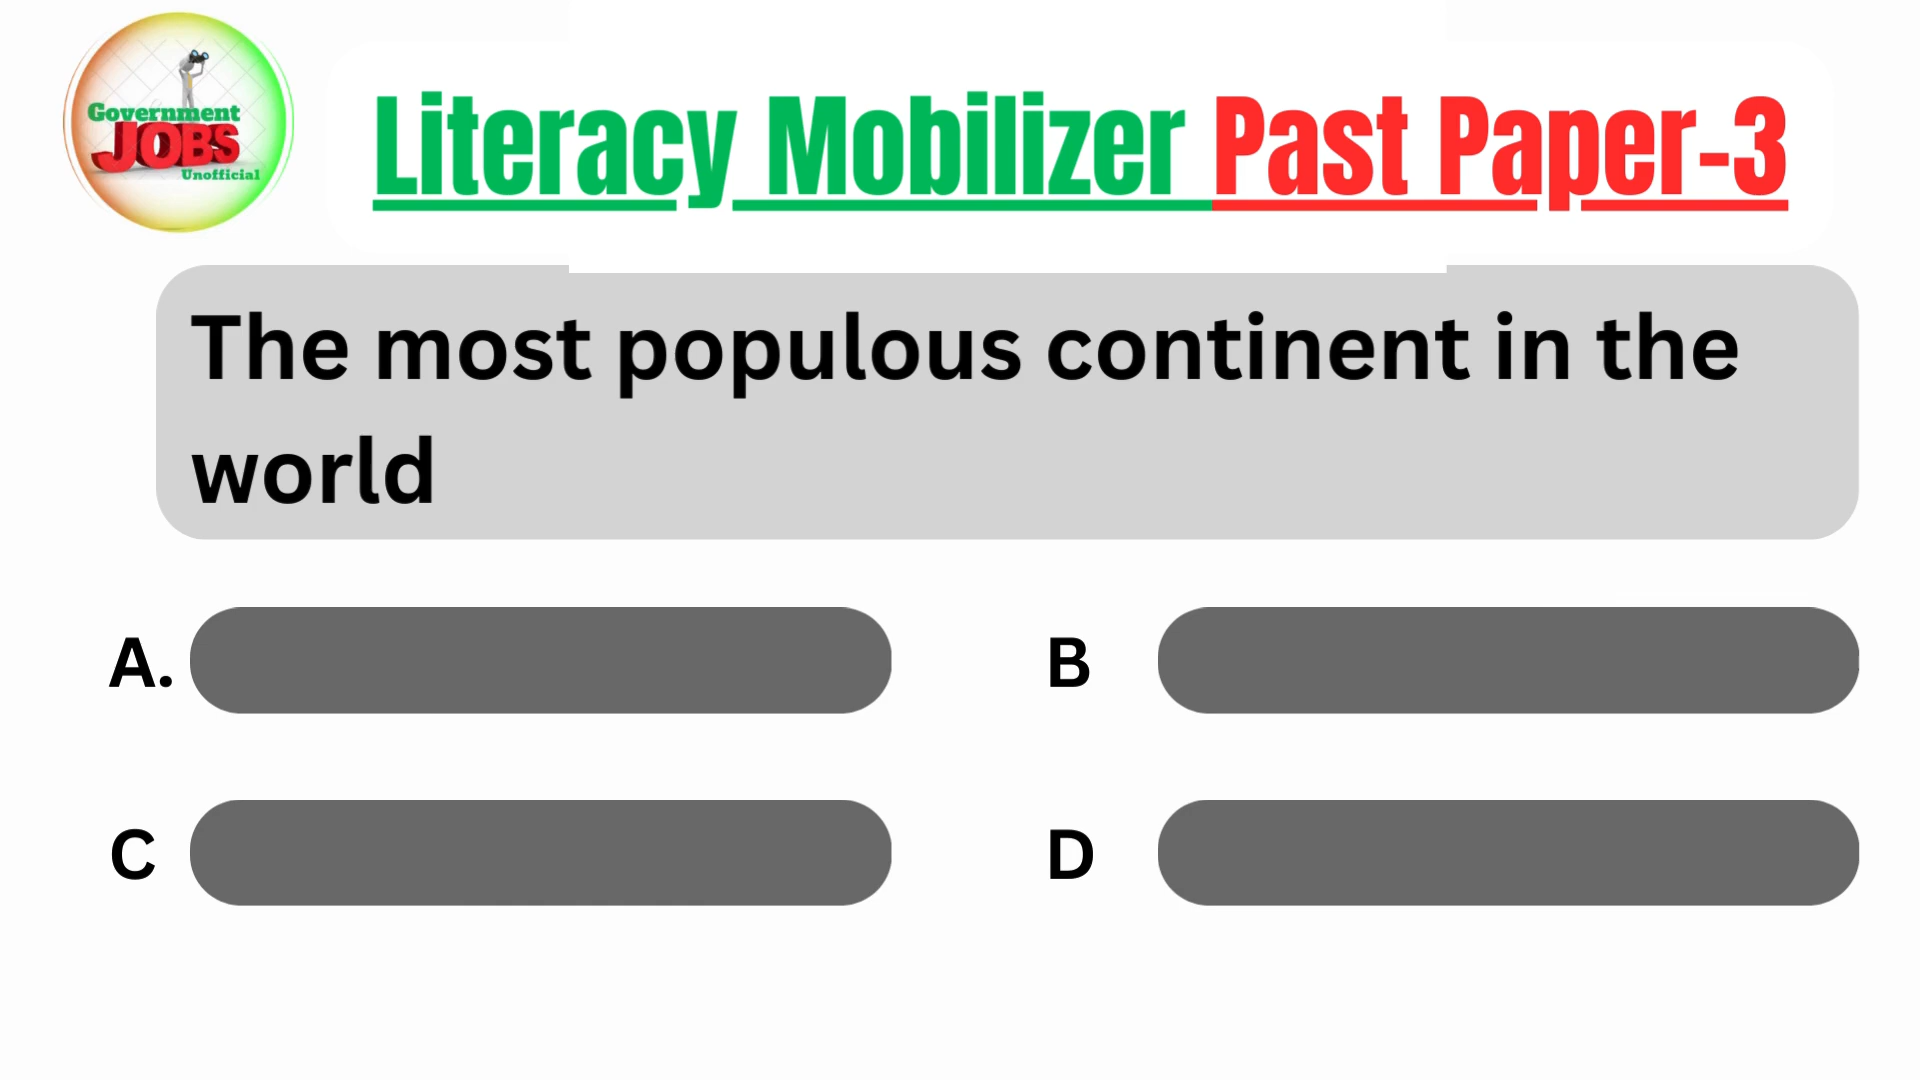 Government
JOBS
Unofficial
Literacy Mobilizer Past Paper-3
The most populous continent in the
world
A.
B
C
D